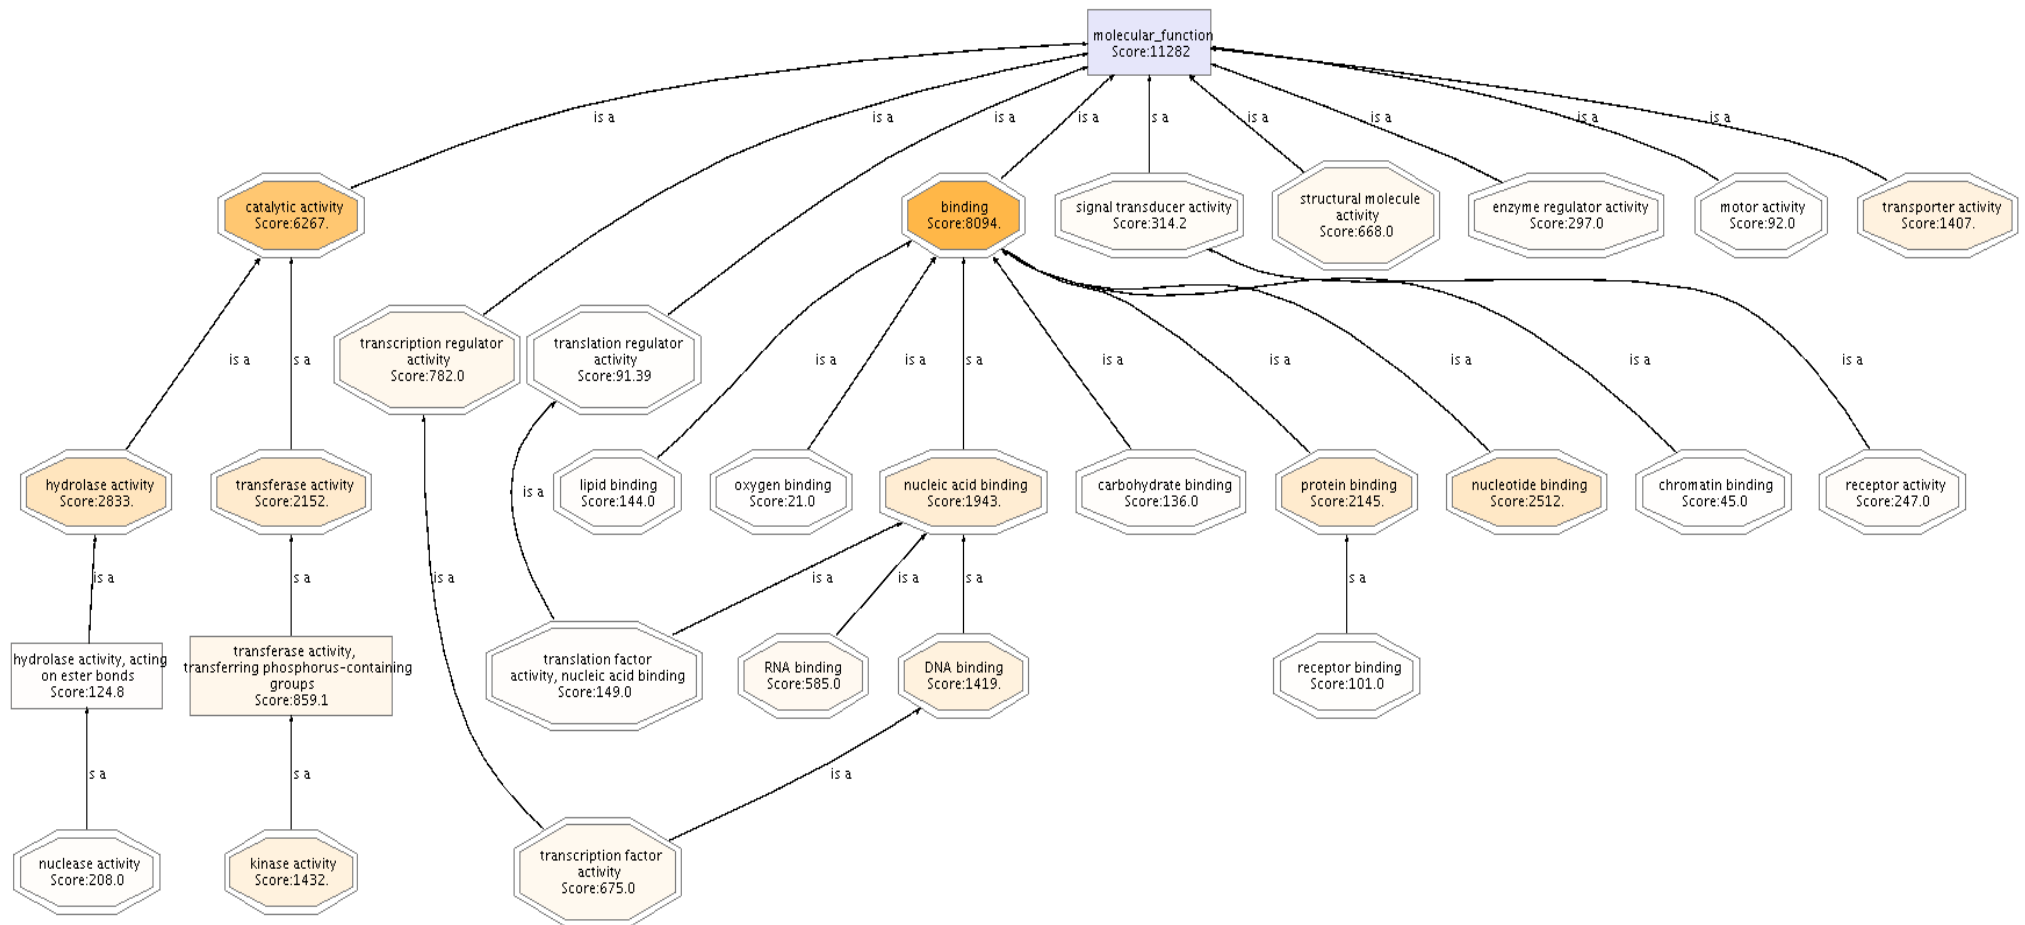 molecular_function
Score:11282
is a
is a
is a
is a
s a
is a
is a
is a
is a
catalytic activity
Score:6267.
binding
Score:8094.
signal transducer activity
Score:314.2
structural molecule
activity
Score:668.0
enzyme regulator activity
Score:297.0
motor activity
Score:92.0
transporter activity
Score:1407.
transcription regulator
activity
Score:782.0
translation regulator
activity
Score:91.39
is a
s a
is a
is a
s a
is a
is a
is a
is a
is a
hydrolase activity
Score:2833.
transferase activity
Score:2152.
is a
lipid binding
Score:144.0
oxygen binding
Score:21.0
nucleic acid binding
Score:1943.
carbohydrate binding
Score:136.0
protein binding
Score:2145.
nucleotide binding
Score:2512.
chromatin binding
Score:45.0
receptor activity
Score:247.0
is a
s a
is a
is a
is a
s a
s a
hydrolase activity, acting
on ester bonds
Score:124.8
transferase activity,
transferring phosphorus-containing
groups
Score:859.1
translation factor
activity, nucleic acid binding
Score:149.0
RNA binding
Score:585.0
DNA binding
Score:1419.
receptor binding
Score:101.0
s a
s a
is a
nuclease activity
Score:208.0
kinase activity
Score:1432.
transcription factor
activity
Score:675.0